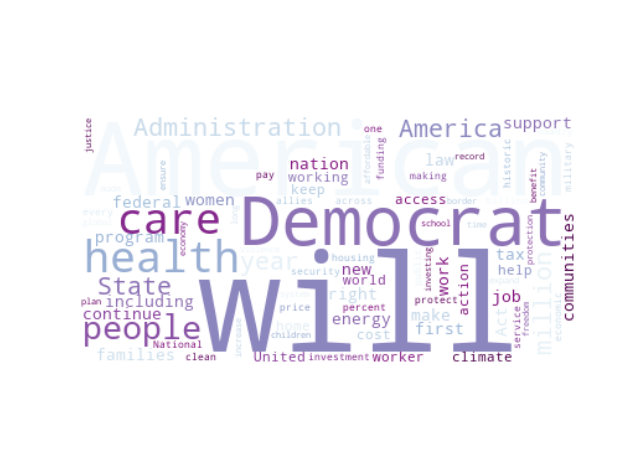 American
Will
Democrat
health
care
people
Administration
America
support
nation
working
keep
law
record
one
pay
making
justice
ensure
affordable
funding
historic
community
military
federal
women
allies
across
access
border
every
program
State
year
including
continue
plan
National
families
clean
economy
long
security
housing
new
world
right
price
percent
energy
home
children
cost
increase
United
investment
worker
climate
school
time
benefit
protection
communities
tax
help
work
action
investing
protect
job
Act
million
make
first
service
freedom
economic